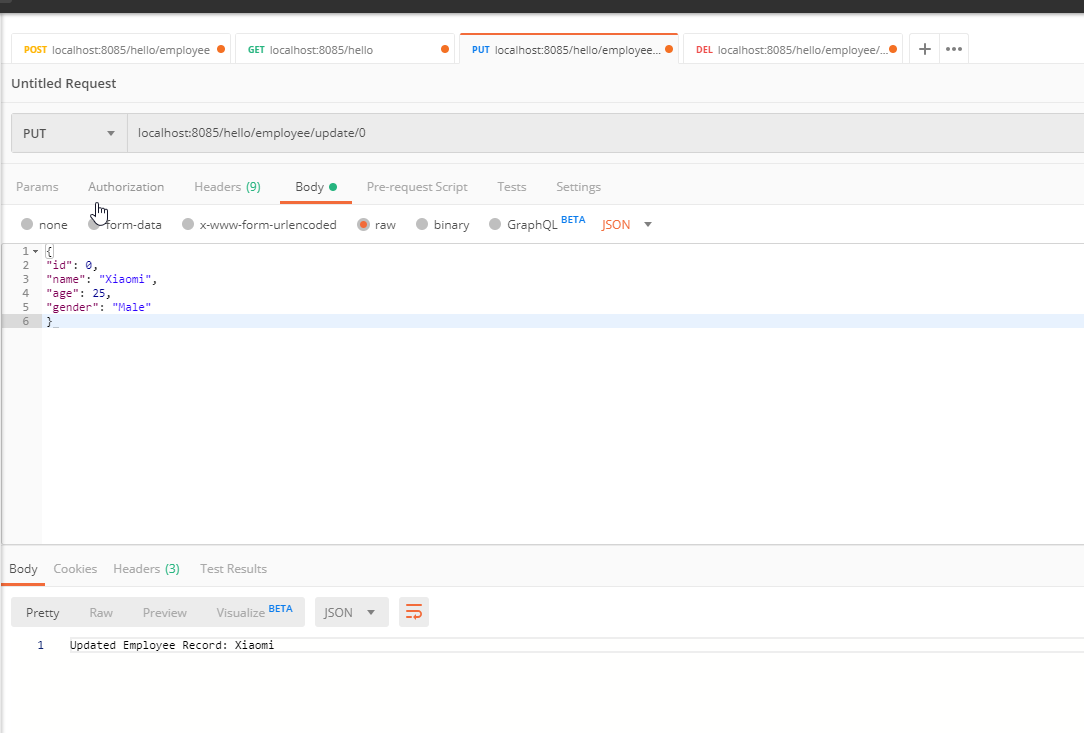 POST localhost:8085/hello/employee GET localhost:8085/hello PUT localhost:8085/hello/employee... DEL localhost:8085/hello/employee/...
Untitled Request
PUT localhost:8085/hello/employee/update/0
Params Authorization Headers (9) Body Pre-request Script Tests Settings
none form-data x-www-form-urlencoded raw binary GraphQL BETA JSON
1 {
2 "id": 0,
3 "name": "Xiaomi",
4 "age": 25,
5 "gender": "Male"
6 }
Body Cookies Headers (3) Test Results
Pretty Raw Preview Visualize BETA JSON
1 Updated Employee Record: Xiaomi